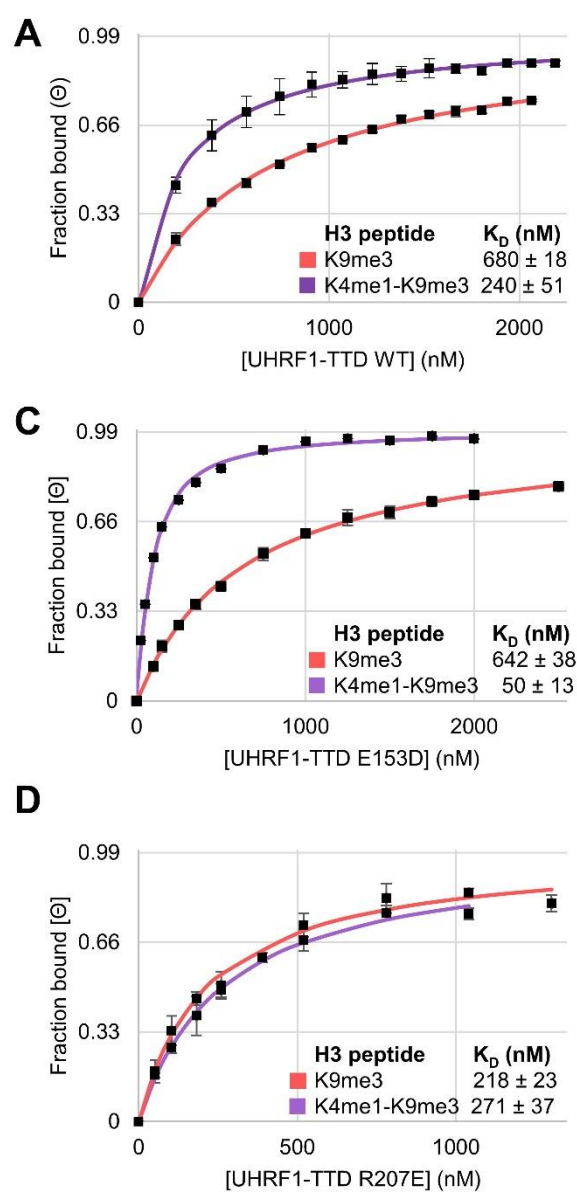 A
0.99
0.66
0.33
0
Fraction bound (Θ)
H3 peptide K_D (nM)
K9me3 680 ± 18
K4me1-K9me3 240 ± 51
0 1000 2000
[UHRF1-TTD WT] (nM)
C
0.99
0.66
0.33
0
Fraction bound [Θ]
H3 peptide K_D (nM)
K9me3 642 ± 38
K4me1-K9me3 50 ± 13
0 1000 2000
[UHRF1-TTD E153D] (nM)
D
0.99
0.66
0.33
0
Fraction bound [Θ]
H3 peptide K_D (nM)
K9me3 218 ± 23
K4me1-K9me3 271 ± 37
0 500 1000
[UHRF1-TTD R207E] (nM)